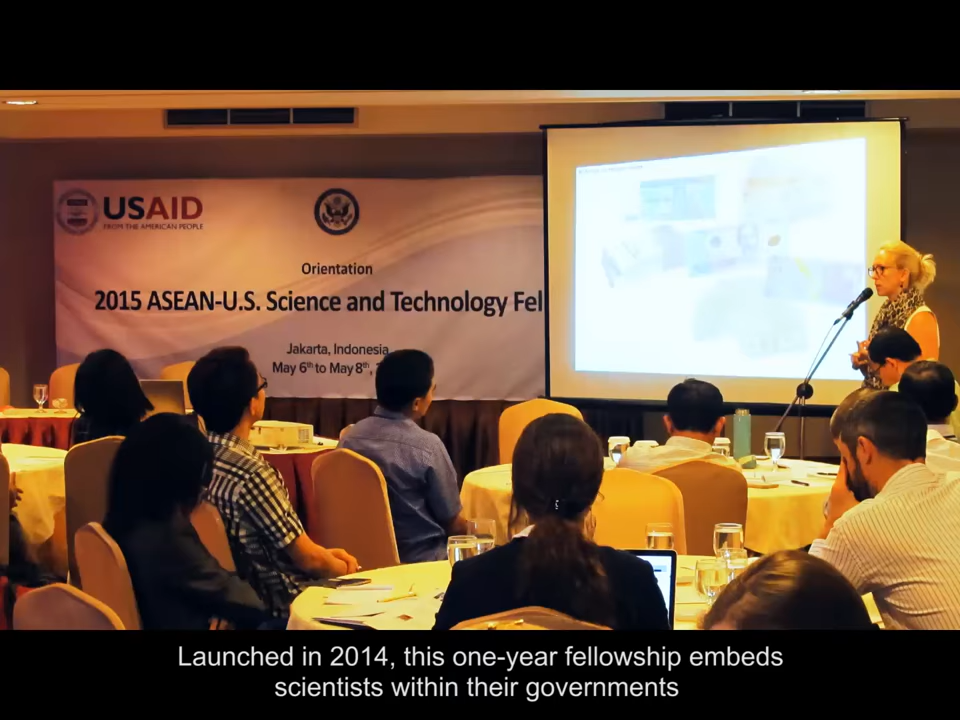 USAID
FROM THE AMERICAN PEOPLE
Orientation
2015 ASEAN-U.S. Science and Technology Fel
Jakarta, Indonesia
May 6th to May 8th,
Launched in 2014, this one-year fellowship embeds
scientists within their governments